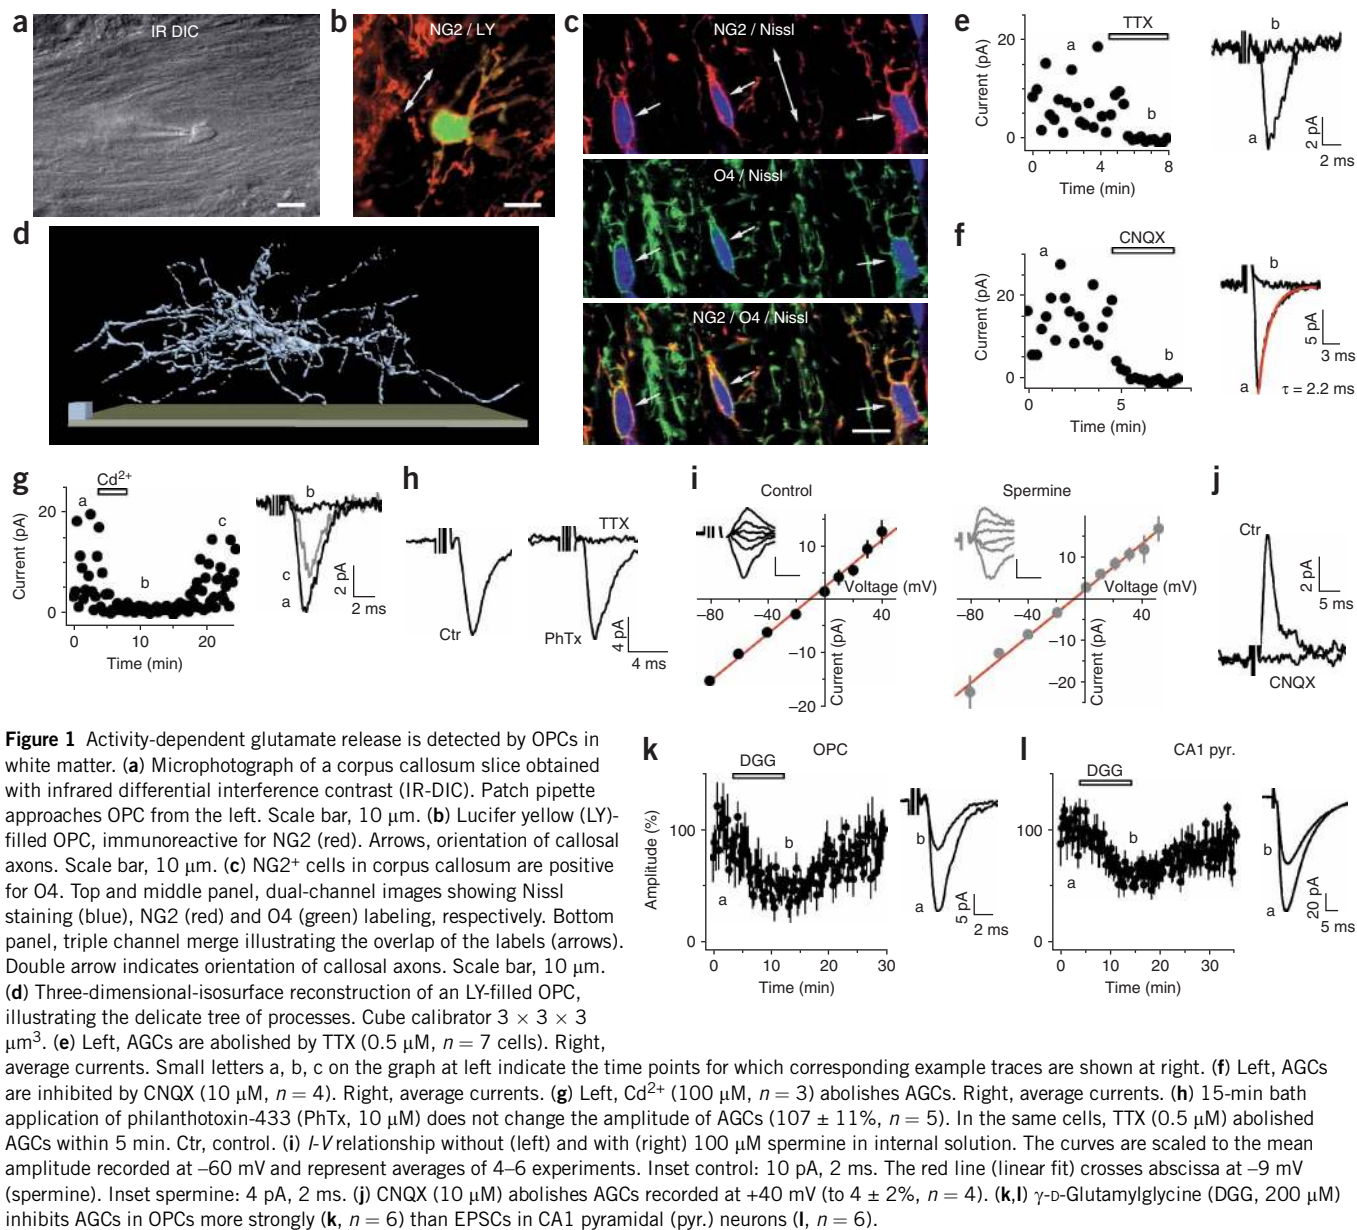 a
IR DIC
b
NG2 / LY
c
NG2 / Nissl
O4 / Nissl
NG2 / O4 / Nissl
d
e
TTX
20
0
Current (pA)
a
b
0 4 8
Time (min)
b
a
2 pA
2 ms
f
CNQX
20
0
Current (pA)
a
b
0 5
Time (min)
b
a
5 pA
3 ms
τ = 2.2 ms
g
Cd²⁺
20
0
Current (pA)
a
b
c
0 10 20
Time (min)
b
c
a
2 pA
2 ms
h
Ctr
TTX
PhTx
4 pA
4 ms
i
Control
10
Voltage (mV)
–80 –40 40
–10
–20
Current (pA)
Spermine
10
Voltage (mV)
–80 –40 40
–10
–20
Current (pA)
j
Ctr
2 pA
5 ms
CNQX
k
OPC
DGG
100
0
Amplitude (%)
a
b
0 10 20 30
Time (min)
b
a
5 pA
2 ms
l
CA1 pyr.
DGG
100
0
a
b
0 10 20 30
Time (min)
b
a
20 pA
5 ms
Figure 1 Activity-dependent glutamate release is detected by OPCs in
white matter. (a) Microphotograph of a corpus callosum slice obtained
with infrared differential interference contrast (IR-DIC). Patch pipette
approaches OPC from the left. Scale bar, 10 μm. (b) Lucifer yellow (LY)-
filled OPC, immunoreactive for NG2 (red). Arrows, orientation of callosal
axons. Scale bar, 10 μm. (c) NG2⁺ cells in corpus callosum are positive
for O4. Top and middle panel, dual-channel images showing Nissl
staining (blue), NG2 (red) and O4 (green) labeling, respectively. Bottom
panel, triple channel merge illustrating the overlap of the labels (arrows).
Double arrow indicates orientation of callosal axons. Scale bar, 10 μm.
(d) Three-dimensional-isosurface reconstruction of an LY-filled OPC,
illustrating the delicate tree of processes. Cube calibrator 3 × 3 × 3
μm³. (e) Left, AGCs are abolished by TTX (0.5 μM, n = 7 cells). Right,
average currents. Small letters a, b, c on the graph at left indicate the time points for which corresponding example traces are shown at right. (f) Left, AGCs
are inhibited by CNQX (10 μM, n = 4). Right, average currents. (g) Left, Cd²⁺ (100 μM, n = 3) abolishes AGCs. Right, average currents. (h) 15-min bath
application of philanthotoxin-433 (PhTx, 10 μM) does not change the amplitude of AGCs (107 ± 11%, n = 5). In the same cells, TTX (0.5 μM) abolished
AGCs within 5 min. Ctr, control. (i) I-V relationship without (left) and with (right) 100 μM spermine in internal solution. The curves are scaled to the mean
amplitude recorded at –60 mV and represent averages of 4–6 experiments. Inset control: 10 pA, 2 ms. The red line (linear fit) crosses abscissa at –9 mV
(spermine). Inset spermine: 4 pA, 2 ms. (j) CNQX (10 μM) abolishes AGCs recorded at +40 mV (to 4 ± 2%, n = 4). (k,l) γ-D-Glutamylglycine (DGG, 200 μM)
inhibits AGCs in OPCs more strongly (k, n = 6) than EPSCs in CA1 pyramidal (pyr.) neurons (l, n = 6).